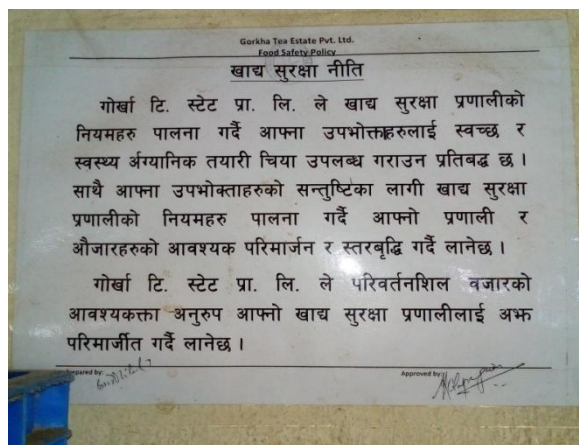 Gorkha Tea Estate Pvt. Ltd.
Food Safety Policy
खाद्य सुरक्षा नीति
गोर्खा टि. स्टेट प्रा. लि. ले खाद्य सुरक्षा प्रणालीको
नियमहरु पालना गर्दै आफ्ना उपभोक्ताहरुलाई स्वच्छ र
स्वस्थ्य अर्ग्यानिक तयारी चिया उपलब्ध गराउन प्रतिबद्ध छ ।
साथै आफ्ना उपभोक्ताहरुको सन्तुष्टिका लागी खाद्य सुरक्षा
प्रणालीको नियमहरु पालना गर्दै आफ्नो प्रणाली र
औजारहरुको आवश्यक परिमार्जन र स्तरबृद्धि गर्दै लानेछ ।
गोर्खा टि. स्टेट प्रा. लि. ले परिवर्तनशिल वजारको
आवश्यकक्ता अनुरुप आफ्नो खाद्य सुरक्षा प्रणालीलाई अझ
परिमार्जीत गर्दै लानेछ ।
Prepared by: Approved by: